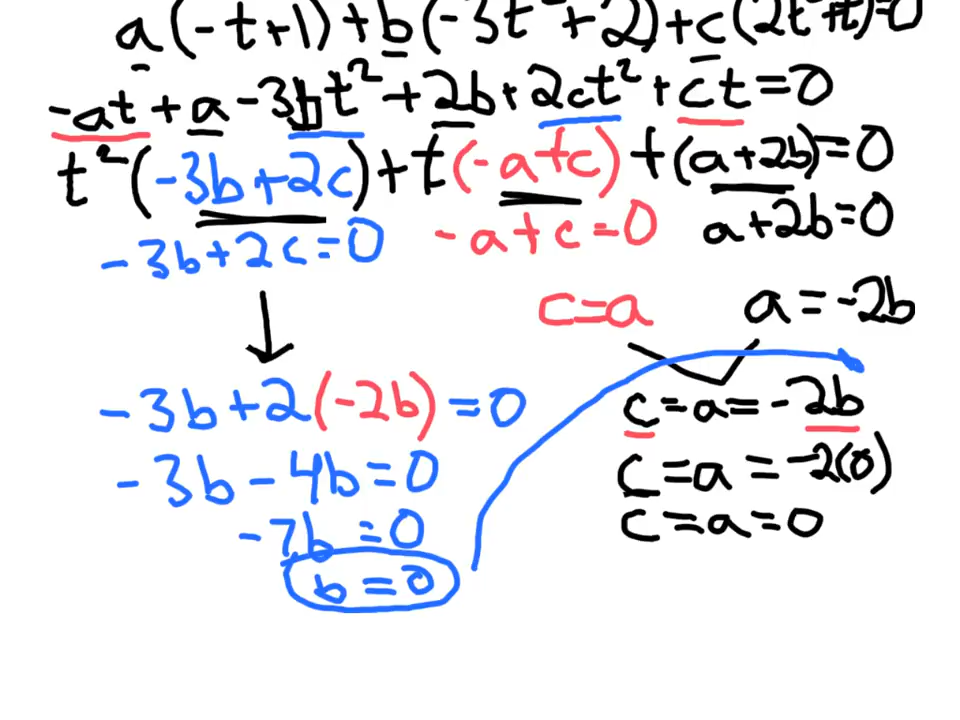 a(-t+1)+b(-3t²+2)+c(2t²+t)=0
-at+a-3bt²+2b+2ct²+ct=0
t²(-3b+2c)+t(-a+c)+(a+2b)=0
-3b+2c=0
-a+c=0
a+2b=0
c=a
a=-2b
-3b+2(-2b)=0
-3b-4b=0
-7b=0
b=0
c=a=-2b
c=a=-2(0)
c=a=0